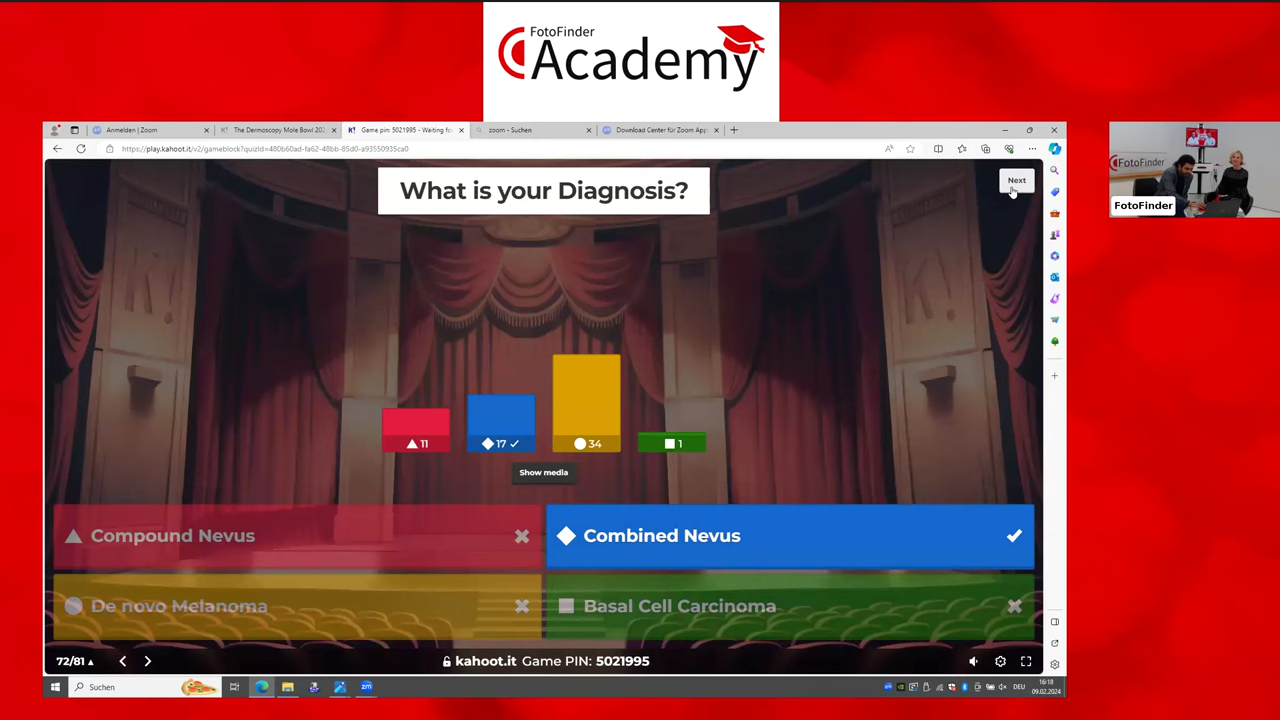 FotoFinder
Academy
Anmelden | Zoom
The Dermoscopy Mole Bowl 202
Game pin: 5021995 - Waiting fo
zoom - Suchen
Download Center für Zoom App
https://play.kahoot.it/v2/gameblock?quizId=480b60ad-fa62-48bb-85d0-a93550935ca0
What is your Diagnosis?
Next
K!
K!
FotoFinder
FotoFinder
11
17
34
1
Show media
Compound Nevus
Combined Nevus
De novo Melanoma
Basal Cell Carcinoma
72/81
kahoot.it Game PIN: 5021995
Suchen
zm
DEU
16:18
09.02.2024